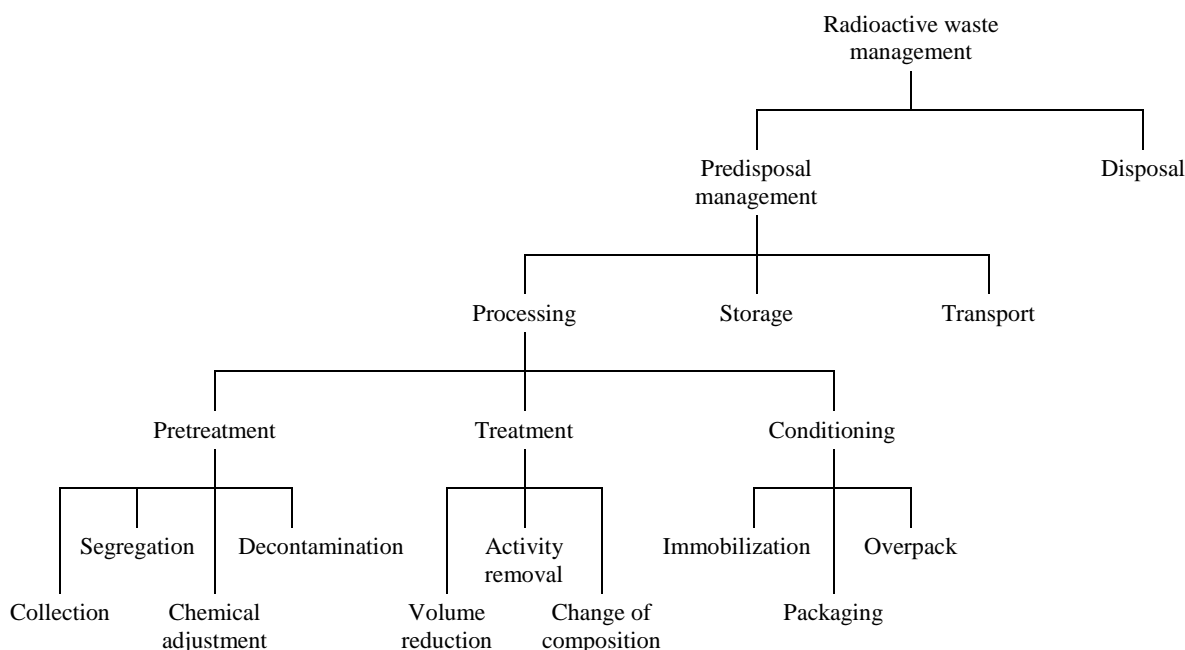 Radioactive waste
management
Predisposal
management
Disposal
Processing
Storage
Transport
Pretreatment
Treatment
Conditioning
Segregation
Decontamination
Activity
removal
Immobilization
Overpack
Collection
Chemical
adjustment
Volume
reduction
Change of
composition
Packaging